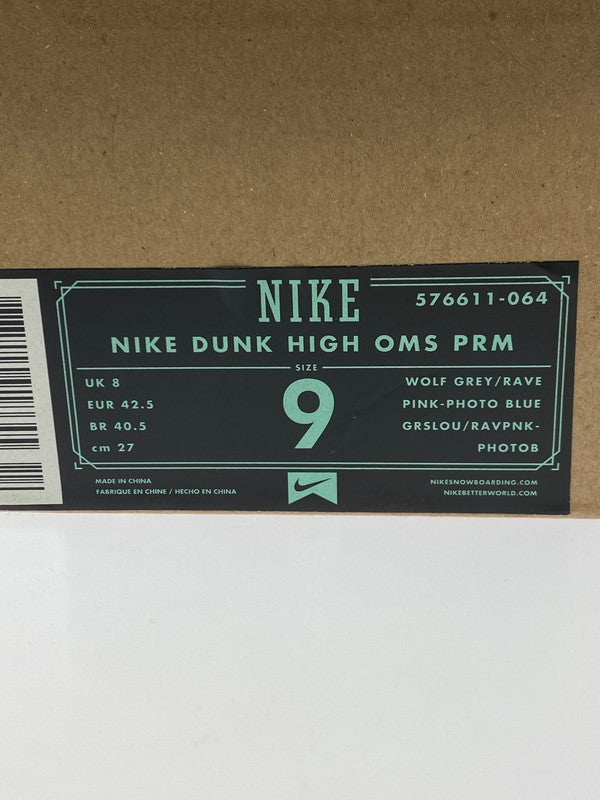 NIKE
576611-064
NIKE DUNK HIGH OMS PRM
SIZE
UK 8
EUR 42.5
BR 40.5
cm 27
9
WOLF GREY/RAVE
PINK-PHOTO BLUE
GRSLOU/RAVPNK-
PHOTOB
MADE IN CHINA
FABRIQUE EN CHINE / HECHO EN CHINA
NIKESNOWBOARDING.COM
NIKEBETTERWORLD.COM